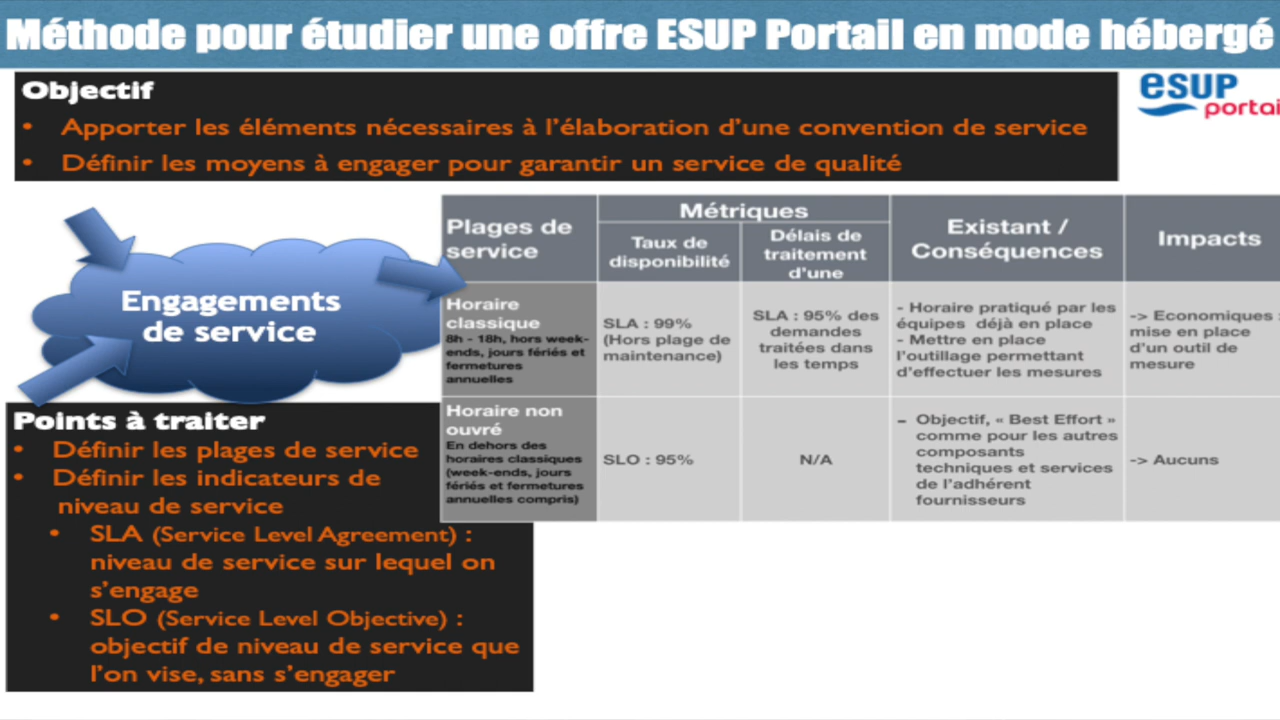 Méthode pour étudier une offre ESUP Portail en mode hébergé
Objectif
• Apporter les éléments nécessaires à l'élaboration d'une convention de service
• Définir les moyens à engager pour garantir un service de qualité
esup
portai
Engagements
de service
Plages de
service
Métriques
Taux de
disponibilité
Délais de
traitement
d'une
Existant /
Conséquences
Impacts
Horaire
classique
8h - 18h, hors week-
ends, jours fériés et
fermetures
annuelles
SLA : 99%
(Hors plage de
maintenance)
SLA : 95% des
demandes
traitées dans
les temps
- Horaire pratiqué par les
équipes déjà en place
- Mettre en place
l'outillage permettant
d'effectuer les mesures
-> Economiques :
mise en place
d'un outil de
mesure
Horaire non
ouvré
En dehors des
horaires classiques
(week-ends, jours
fériés et fermetures
annuelles compris)
SLO : 95%
N/A
- Objectif, « Best Effort »
comme pour les autres
composants
techniques et services
de l'adhérent
fournisseurs
-> Aucuns
Points à traiter
• Définir les plages de service
• Définir les indicateurs de
niveau de service
• SLA (Service Level Agreement) :
niveau de service sur lequel on
s'engage
• SLO (Service Level Objective) :
objectif de niveau de service que
l'on vise, sans s'engager